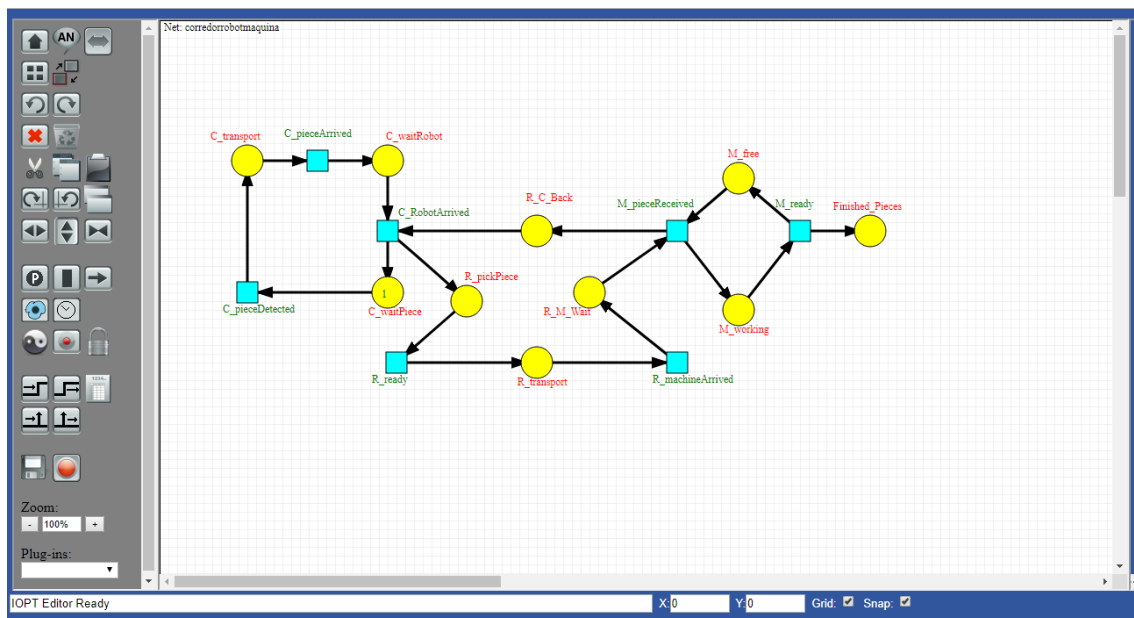 Net: corredorrobotmaquina
AN
C_transport
C_pieceArrived
C_waitRobot
M_free
R_C_Back
M_pieceReceived
M_ready
Finished_Pieces
C_RobotArrived
R_pickPiece
1
C_pieceDetected
C_waitPiece
R_M_Wait
M_working
R_ready
R_transport
R_machineArrived
P
Zoom:
- 100% +
Plug-ins:
IOPT Editor Ready
X: 0 Y: 0 Grid: Snap: